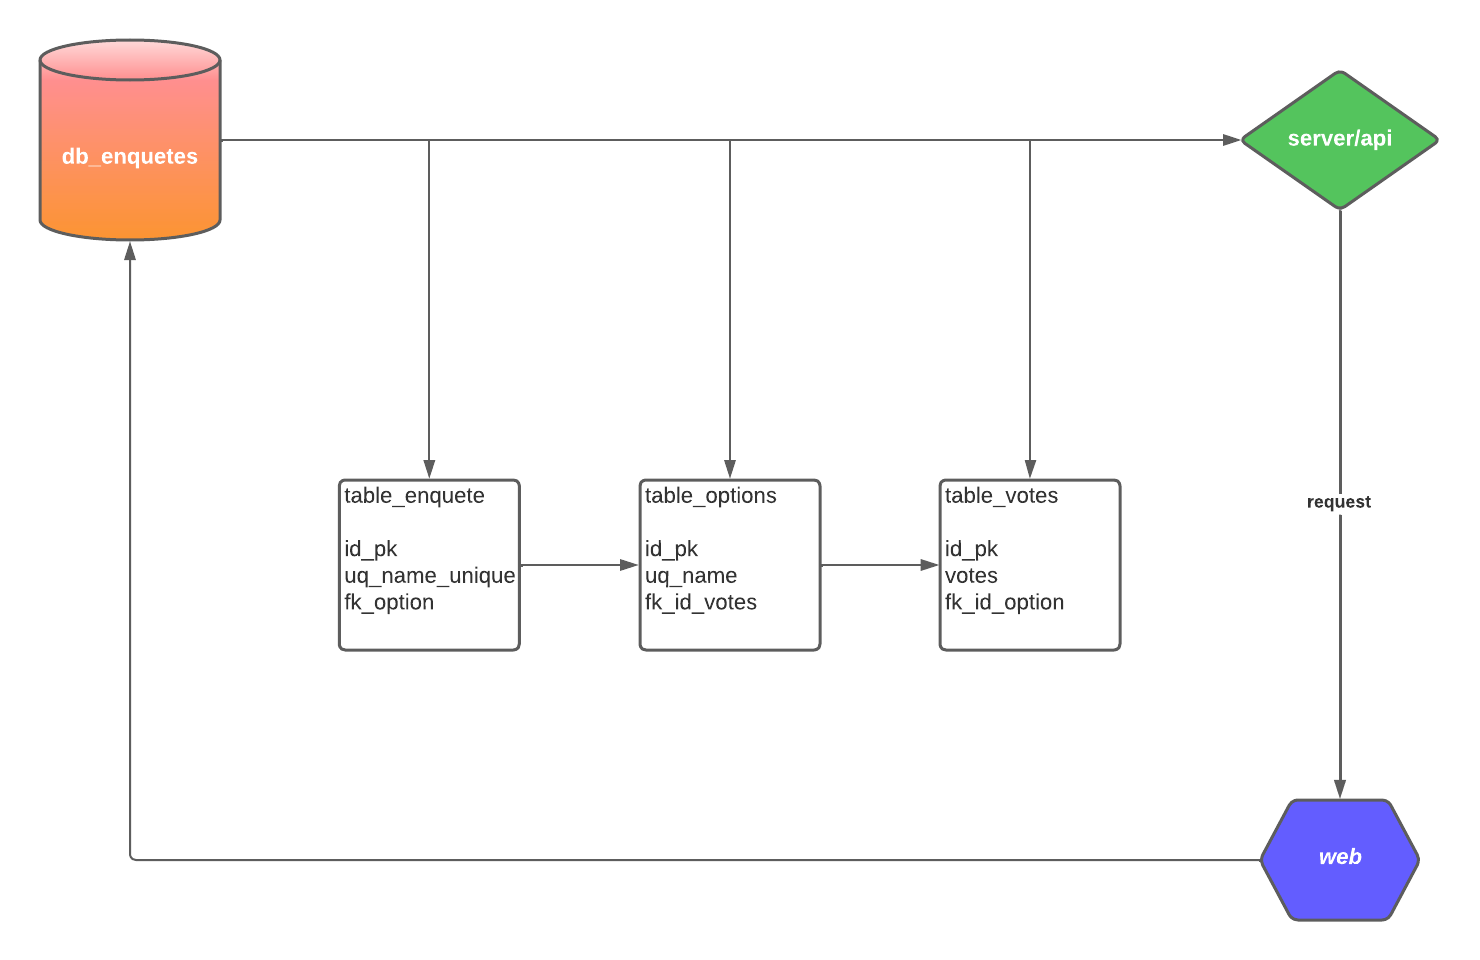 db_enquetes
server/api
table_enquete
id_pk
uq_name_unique
fk_option
table_options
id_pk
uq_name
fk_id_votes
table_votes
id_pk
votes
fk_id_option
request
web